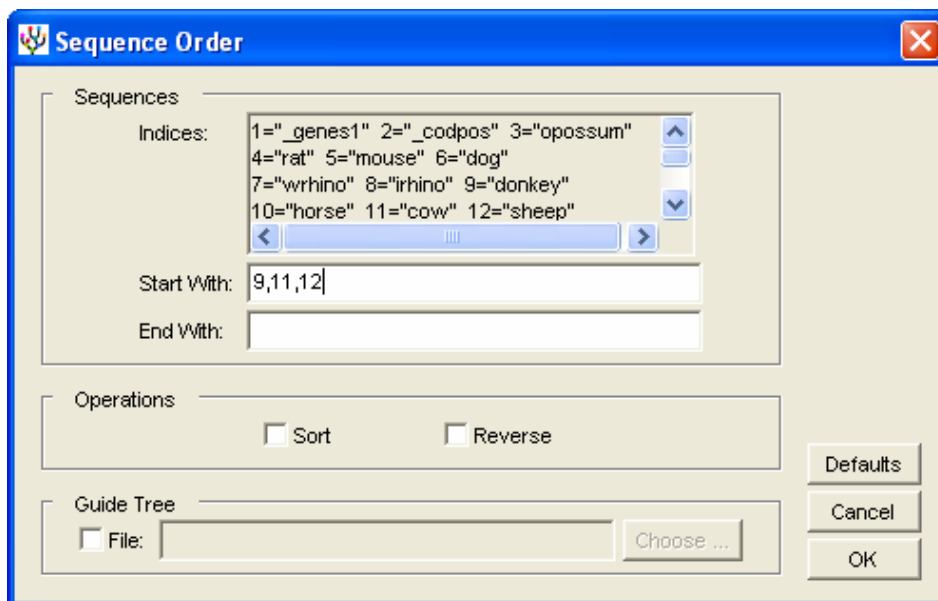 Sequence Order
Sequences
Indices:
1="_genes1" 2="_codpos" 3="opossum"
4="rat" 5="mouse" 6="dog"
7="wrhino" 8="irhino" 9="donkey"
10="horse" 11="cow" 12="sheep"
Start With: 9,11,12
End With:
Operations
Sort Reverse
Guide Tree
File: Choose ...
Defaults
Cancel
OK